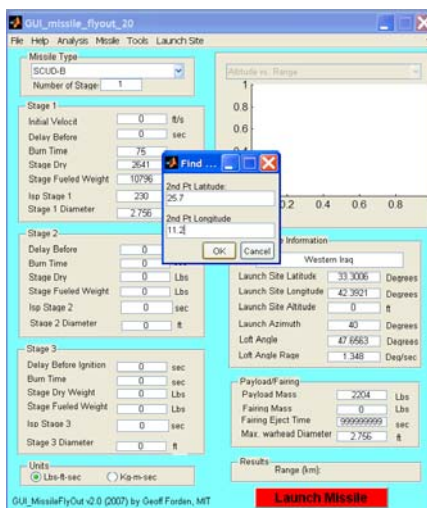 GUI_missile_flyout_20
File Help Analysis Missile Tools Launch Site
Missile Type
SCUD-B
Number of Stage: 1
Altitude vs. Range
1
0.8
0.6
0.2 0.4 0.6 0.8
Stage 1
Initial Velocit 0 ft/s
Delay Before 0 sec
Burn Time 75
Stage Dry 2641
Stage Fueled Weight 10796
Isp Stage 1 230
Stage 1 Diameter 2.756
Find ...
2nd Pt Latitude:
25.7
2nd Pt Longitude
11.2
OK Cancel
Stage 2
Delay Before 0 sec
Burn Time 0 sec
Stage Dry 0 Lbs
Stage Fueled Weight 0 Lbs
Isp Stage 2 0 sec
Stage 2 Diameter 0 ft
Information
Western Iraq
Launch Site Latitude 33.3006 Degrees
Launch Site Longitude 42.3921 Degrees
Launch Site Altitude 0 ft
Launch Azimuth 40 Degrees
Loft Angle 47.6563 Degrees
Loft Angle Rage 1.348 Deg/sec
Stage 3
Delay Before Ignition 0 sec
Burn Time 0 sec
Stage Dry Weight 0 Lbs
Stage Fueled Weight 0 Lbs
Isp Stage 3 0 sec
Stage 3 Diameter 0 ft
Payload/Fairing
Payload Mass 2204 Lbs
Fairing Mass 0 Lbs
Fairing Eject Time 999999999 sec
Max. warhead Diameter 2.756 ft
Units
Lbs-ft-sec Kg-m-sec
Results
Range (km):
GUI_MissileFlyOut v2.0 (2007) by Geoff Forden, MIT
Launch Missile